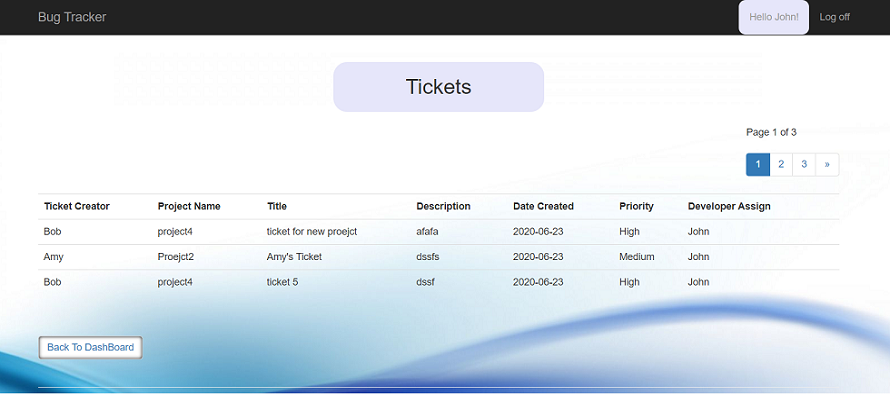 Bug Tracker Hello John! Log off
Tickets
Page 1 of 3
1 2 3 »
Ticket Creator Project Name Title Description Date Created Priority Developer Assign
Bob project4 ticket for new proejct afafa 2020-06-23 High John
Amy Proejct2 Amy's Ticket dssfs 2020-06-23 Medium John
Bob project4 ticket 5 dssf 2020-06-23 High John
Back To DashBoard